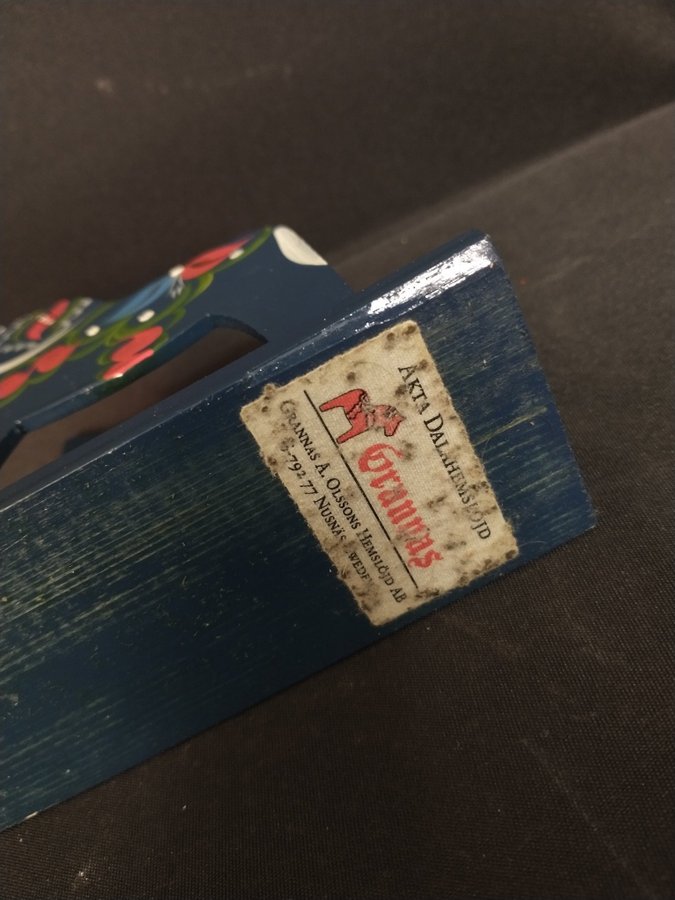 ÄKTA DALAHEMSLÖJD
Grannas
GRANNAS A. OLSSONS HEMSLÖJD AB
S-792 77 NUSNÄS